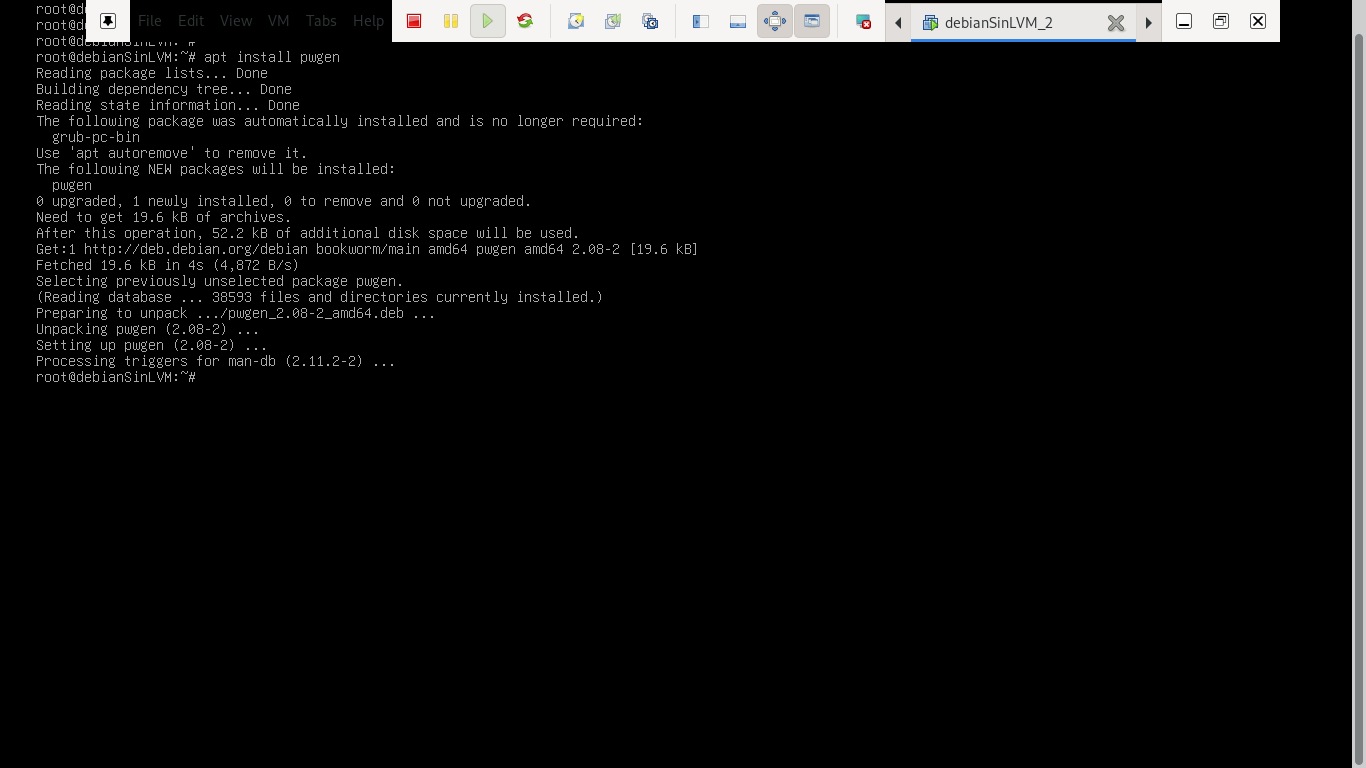 File Edit View VM Tabs Help debianSinLVM_2
root@d
root@d
root@debianSinLVM:~#
root@debianSinLVM:~# apt install pwgen
Reading package lists... Done
Building dependency tree... Done
Reading state information... Done
The following package was automatically installed and is no longer required:
grub-pc-bin
Use 'apt autoremove' to remove it.
The following NEW packages will be installed:
pwgen
0 upgraded, 1 newly installed, 0 to remove and 0 not upgraded.
Need to get 19.6 kB of archives.
After this operation, 52.2 kB of additional disk space will be used.
Get:1 http://deb.debian.org/debian bookworm/main amd64 pwgen amd64 2.08-2 [19.6 kB]
Fetched 19.6 kB in 4s (4,872 B/s)
Selecting previously unselected package pwgen.
(Reading database ... 38593 files and directories currently installed.)
Preparing to unpack .../pwgen_2.08-2_amd64.deb ...
Unpacking pwgen (2.08-2) ...
Setting up pwgen (2.08-2) ...
Processing triggers for man-db (2.11.2-2) ...
root@debianSinLVM:~#